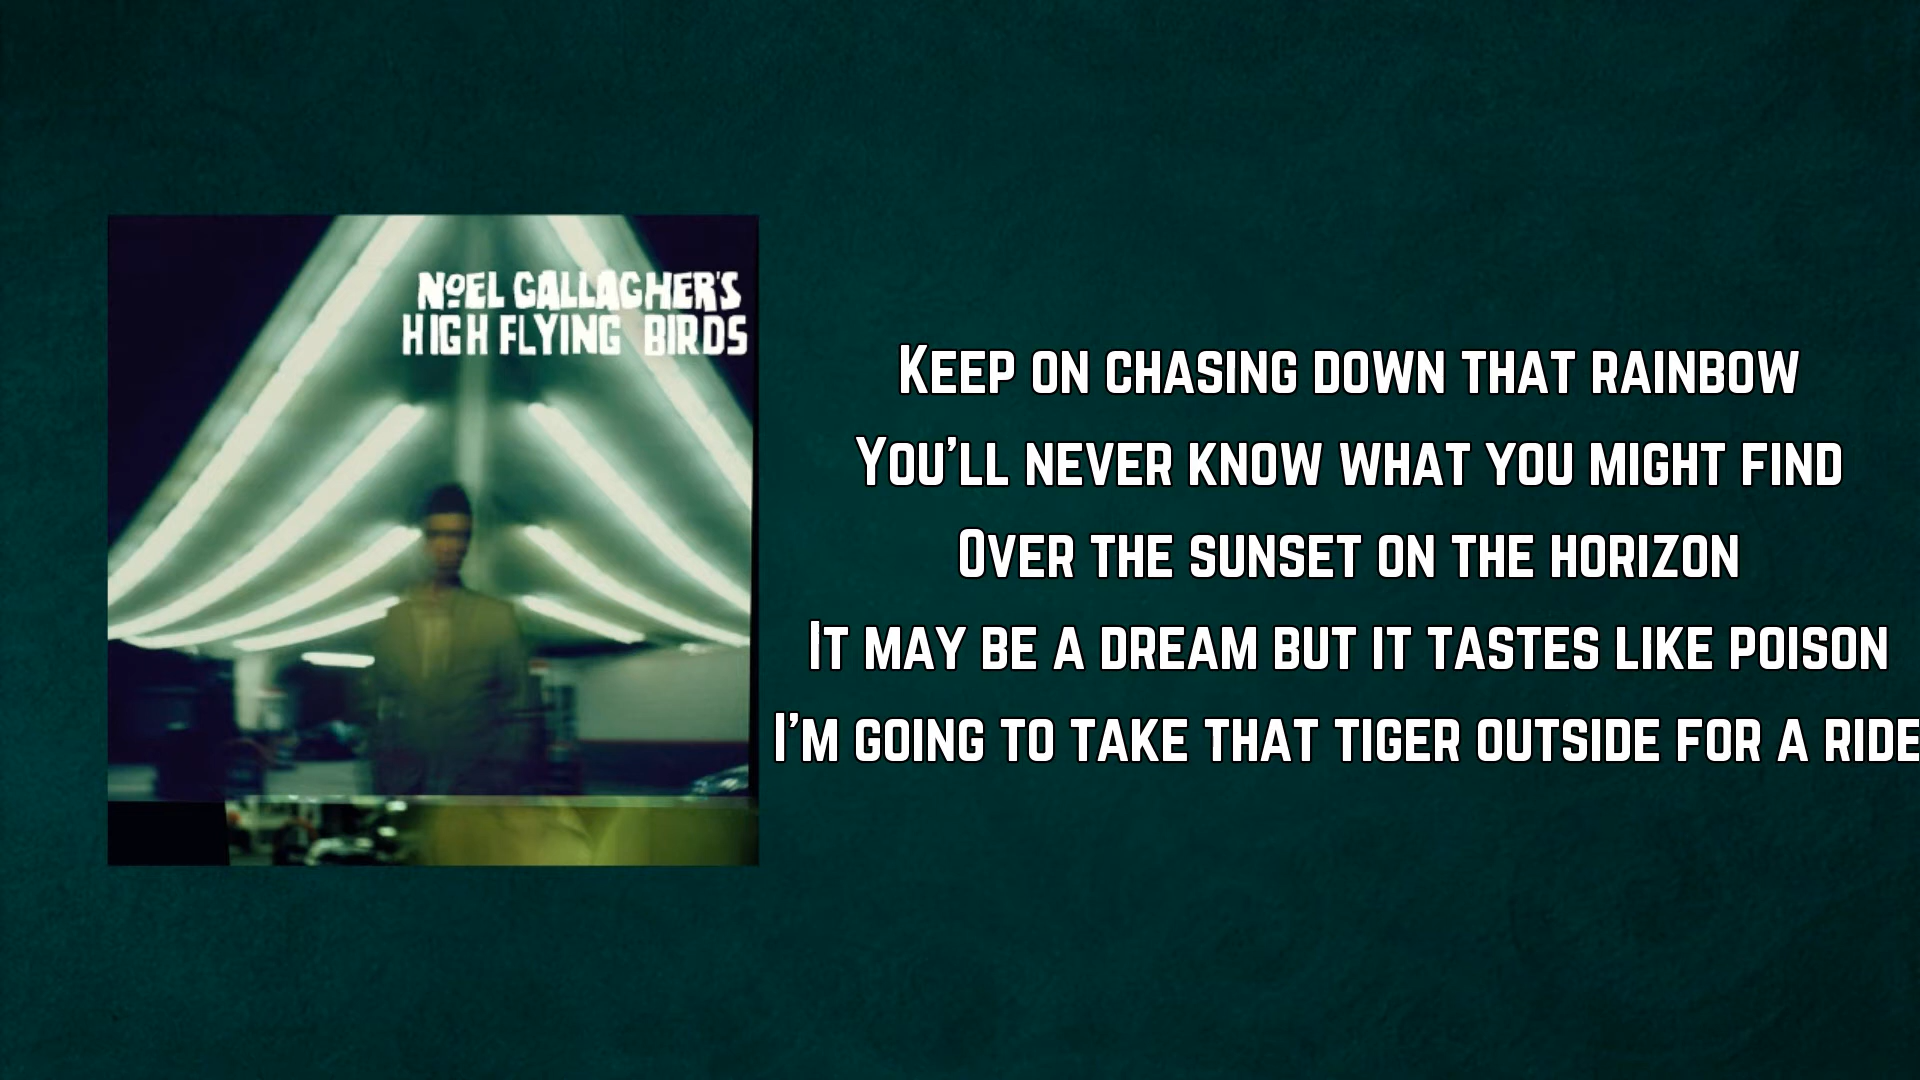 NOEL GALLAGHER'S
HIGH FLYING BIRDS
Keep on chasing down that rainbow
You'll never know what you might find
Over the sunset on the horizon
It may be a dream but it tastes like poison
I'm going to take that tiger outside for a ride